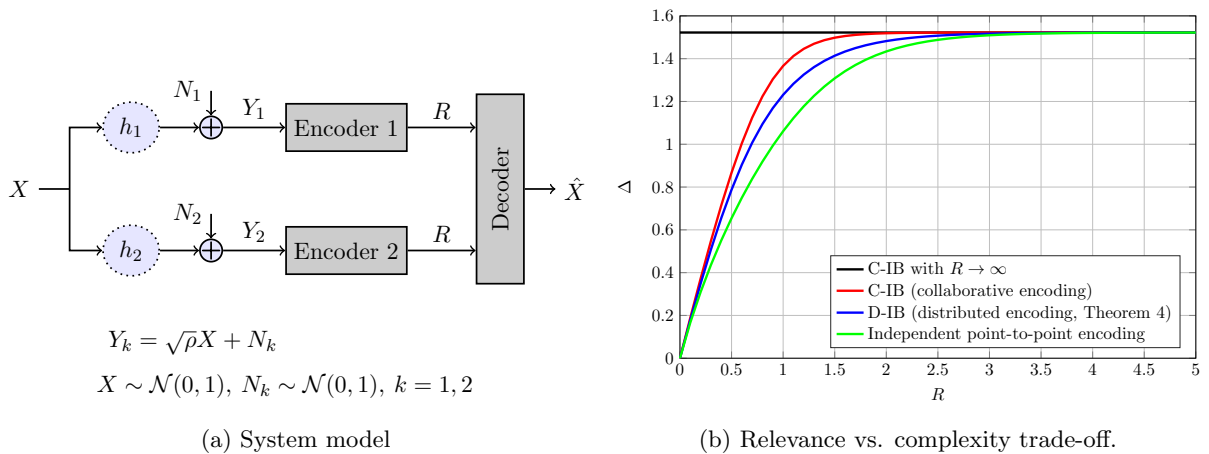 X
h₁
N₁
Y₁
Encoder 1
R
h₂
N₂
Y₂
Encoder 2
R
Decoder
X̂
Yₖ = √ρX + Nₖ
X ∼ 𝒩(0, 1), Nₖ ∼ 𝒩(0, 1), k = 1, 2
(a) System model
1.6
1.4
1.2
1
0.8
0.6
0.4
0.2
0
Δ
C-IB with R → ∞
C-IB (collaborative encoding)
D-IB (distributed encoding, Theorem 4)
Independent point-to-point encoding
0 0.5 1 1.5 2 2.5 3 3.5 4 4.5 5
R
(b) Relevance vs. complexity trade-off.